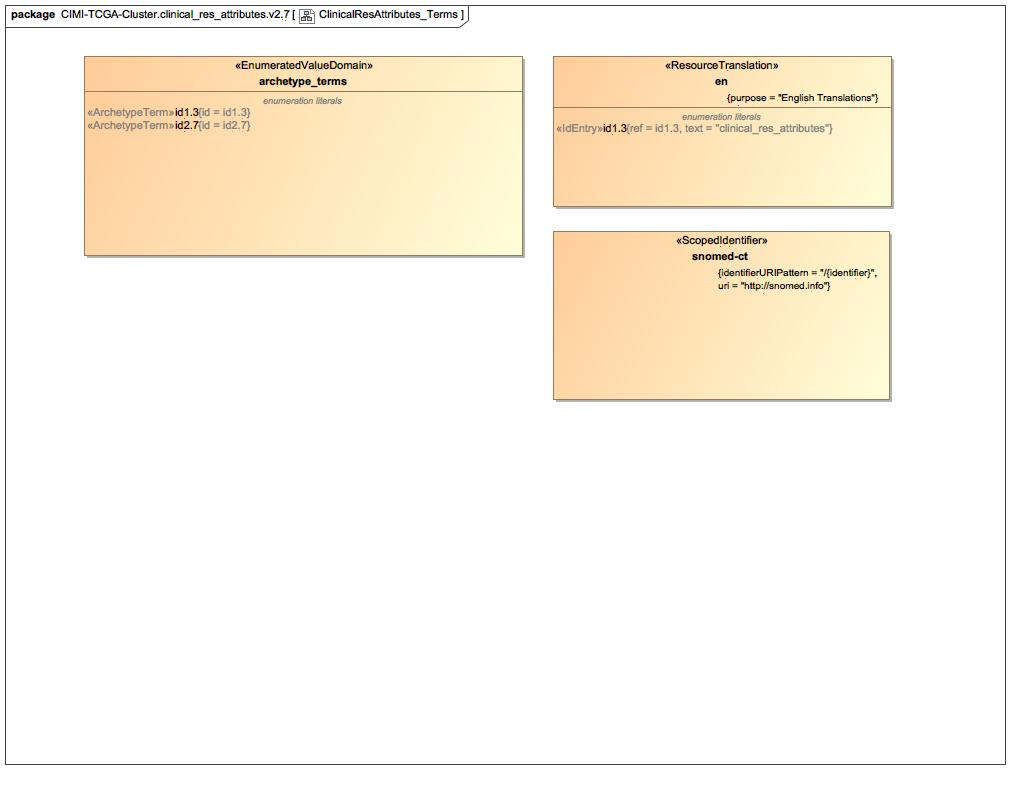 package CIMI-TCGA-Cluster.clinical_res_attributes.v2.7 [ ClinicalResAttributes_Terms ]
«EnumeratedValueDomain»
archetype_terms
enumeration literals
«ArchetypeTerm»id1.3{id = id1.3}
«ArchetypeTerm»id2.7{id = id2.7}
«ResourceTranslation»
en
{purpose = "English Translations"}
enumeration literals
«IdEntry»id1.3{ref = id1.3, text = "clinical_res_attributes"}
«ScopedIdentifier»
snomed-ct
{identifierURIPattern = "/{identifier}",
uri = "http://snomed.info"}